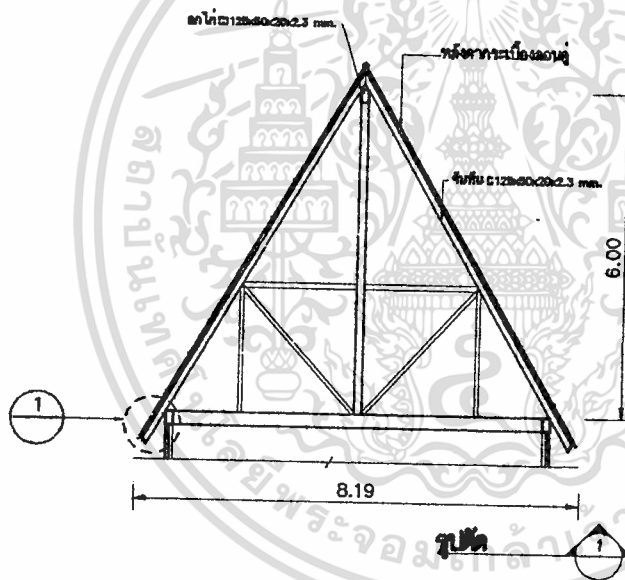 อกไก่ ⊏⊐125x50x20x2.3 mm.
หลังคากระเบื้องลอนคู่
จันทัน ⊏125x50x20x2.3 mm.
6.00
1
8.19
รูปตัด
1